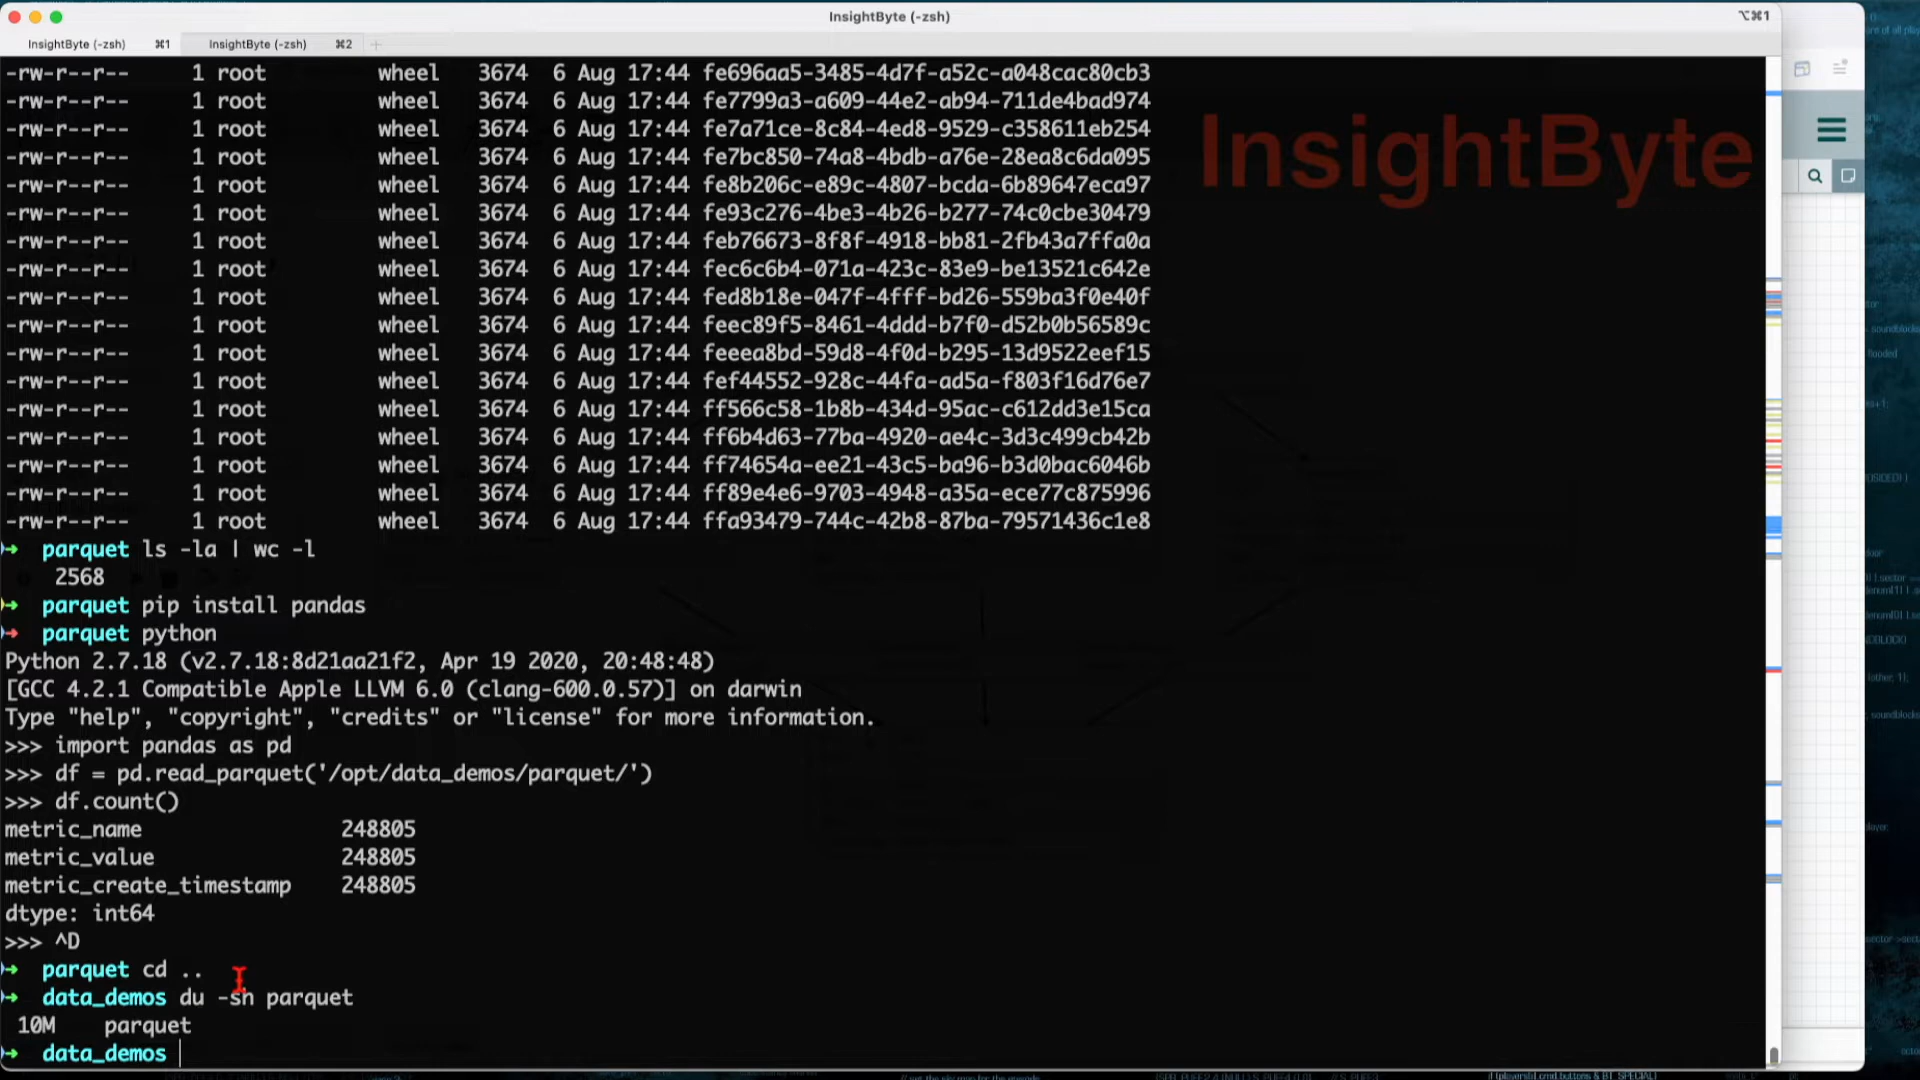 InsightByte (-zsh)
⌥⌘1
InsightByte (-zsh) ⌘1 InsightByte (-zsh) ⌘2 +
-rw-r--r-- 1 root wheel 3674 6 Aug 17:44 fe696aa5-3485-4d7f-a52c-a048cac80cb3
-rw-r--r-- 1 root wheel 3674 6 Aug 17:44 fe7799a3-a609-44e2-ab94-711de4bad974
-rw-r--r-- 1 root wheel 3674 6 Aug 17:44 fe7a71ce-8c84-4ed8-9529-c358611eb254
-rw-r--r-- 1 root wheel 3674 6 Aug 17:44 fe7bc850-74a8-4bdb-a76e-28ea8c6da095
-rw-r--r-- 1 root wheel 3674 6 Aug 17:44 fe8b206c-e89c-4807-bcda-6b89647eca97
-rw-r--r-- 1 root wheel 3674 6 Aug 17:44 fe93c276-4be3-4b26-b277-74c0cbe30479
-rw-r--r-- 1 root wheel 3674 6 Aug 17:44 feb76673-8f8f-4918-bb81-2fb43a7ffa0a
-rw-r--r-- 1 root wheel 3674 6 Aug 17:44 fec6c6b4-071a-423c-83e9-be13521c642e
-rw-r--r-- 1 root wheel 3674 6 Aug 17:44 fed8b18e-047f-4fff-bd26-559ba3f0e40f
-rw-r--r-- 1 root wheel 3674 6 Aug 17:44 feec89f5-8461-4ddd-b7f0-d52b0b56589c
-rw-r--r-- 1 root wheel 3674 6 Aug 17:44 feeea8bd-59d8-4f0d-b295-13d9522eef15
-rw-r--r-- 1 root wheel 3674 6 Aug 17:44 fef44552-928c-44fa-ad5a-f803f16d76e7
-rw-r--r-- 1 root wheel 3674 6 Aug 17:44 ff566c58-1b8b-434d-95ac-c612dd3e15ca
-rw-r--r-- 1 root wheel 3674 6 Aug 17:44 ff6b4d63-77ba-4920-ae4c-3d3c499cb42b
-rw-r--r-- 1 root wheel 3674 6 Aug 17:44 ff74654a-ee21-43c5-ba96-b3d0bac6046b
-rw-r--r-- 1 root wheel 3674 6 Aug 17:44 ff89e4e6-9703-4948-a35a-ece77c875996
-rw-r--r-- 1 root wheel 3674 6 Aug 17:44 ffa93479-744c-42b8-87ba-79571436c1e8
InsightByte
➜ parquet ls -la | wc -l
2568
➜ parquet pip install pandas
➜ parquet python
Python 2.7.18 (v2.7.18:8d21aa21f2, Apr 19 2020, 20:48:48)
[GCC 4.2.1 Compatible Apple LLVM 6.0 (clang-600.0.57)] on darwin
Type "help", "copyright", "credits" or "license" for more information.
>>> import pandas as pd
>>> df = pd.read_parquet('/opt/data_demos/parquet/')
>>> df.count()
metric_name 248805
metric_value 248805
metric_create_timestamp 248805
dtype: int64
>>> ^D
➜ parquet cd ..
➜ data_demos du -sh parquet
10M parquet
➜ data_demos